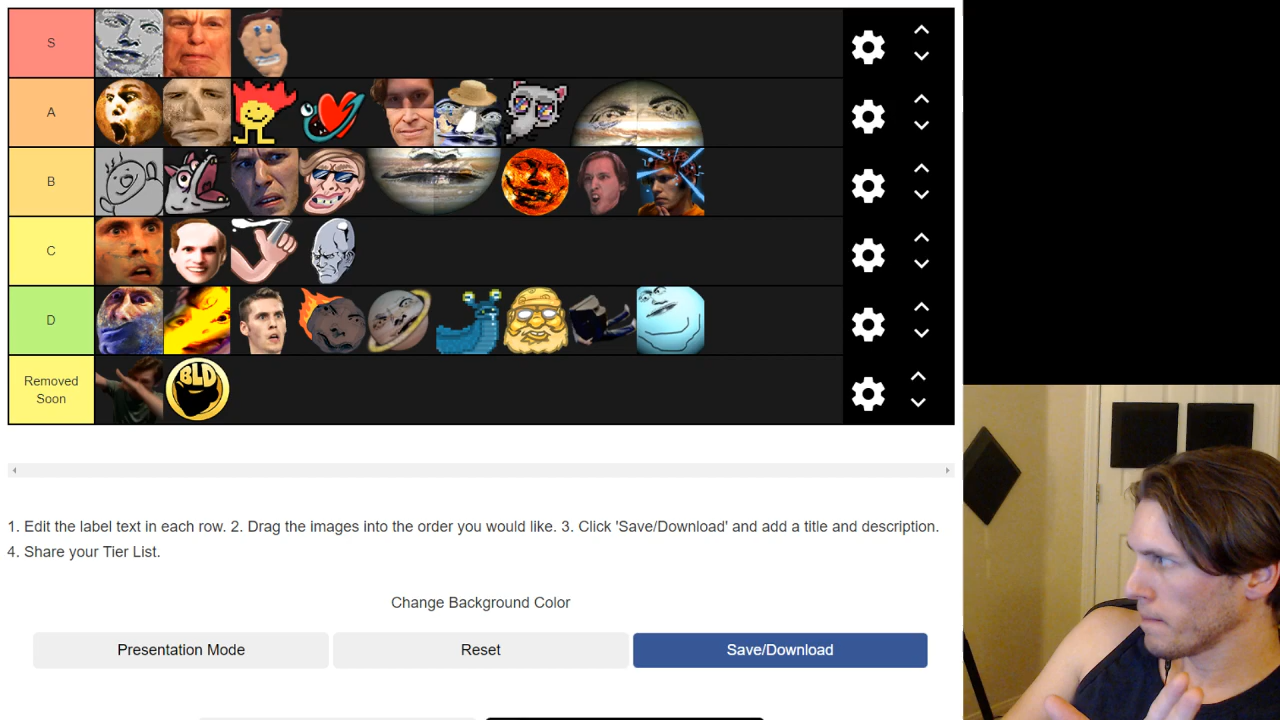 S
A
B
C
D
Removed
Soon
BLD
1. Edit the label text in each row. 2. Drag the images into the order you would like. 3. Click 'Save/Download' and add a title and description.
4. Share your Tier List.
Change Background Color
Presentation Mode
Reset
Save/Download